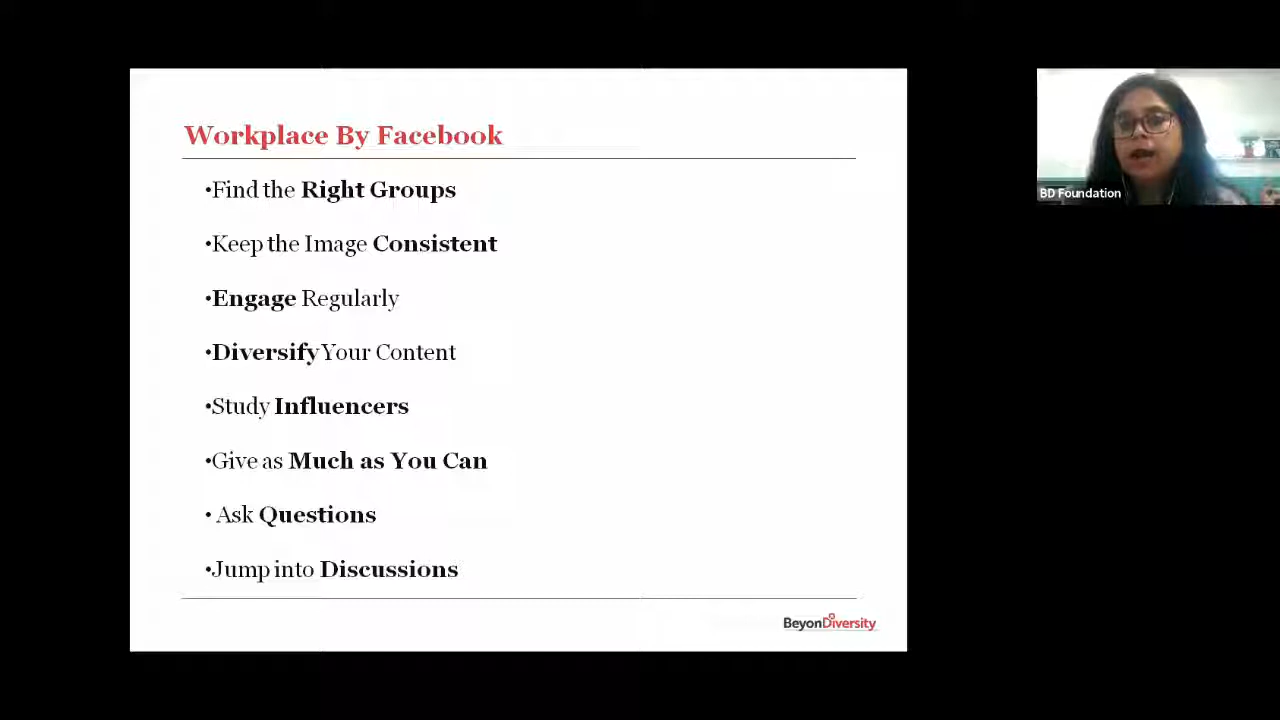 Workplace By Facebook
•Find the Right Groups
•Keep the Image Consistent
•Engage Regularly
•Diversify Your Content
•Study Influencers
•Give as Much as You Can
• Ask Questions
•Jump into Discussions
BeyonDiversity
BD Foundation